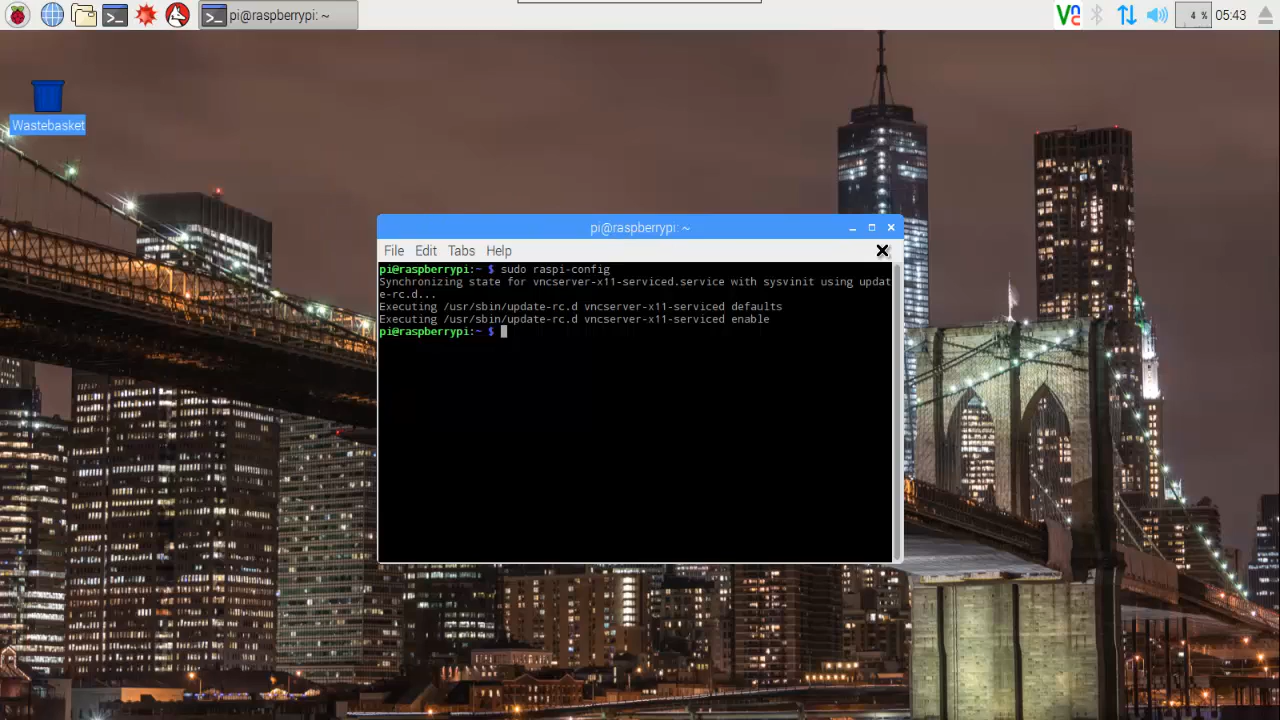 pi@raspberrypi: ~
Vnc
4 %
05:43
Wastebasket
pi@raspberrypi: ~
File Edit Tabs Help
pi@raspberrypi:~ $ sudo raspi-config
Synchronizing state for vncserver-x11-serviced.service with sysvinit using updat
e-rc.d...
Executing /usr/sbin/update-rc.d vncserver-x11-serviced defaults
Executing /usr/sbin/update-rc.d vncserver-x11-serviced enable
pi@raspberrypi:~ $